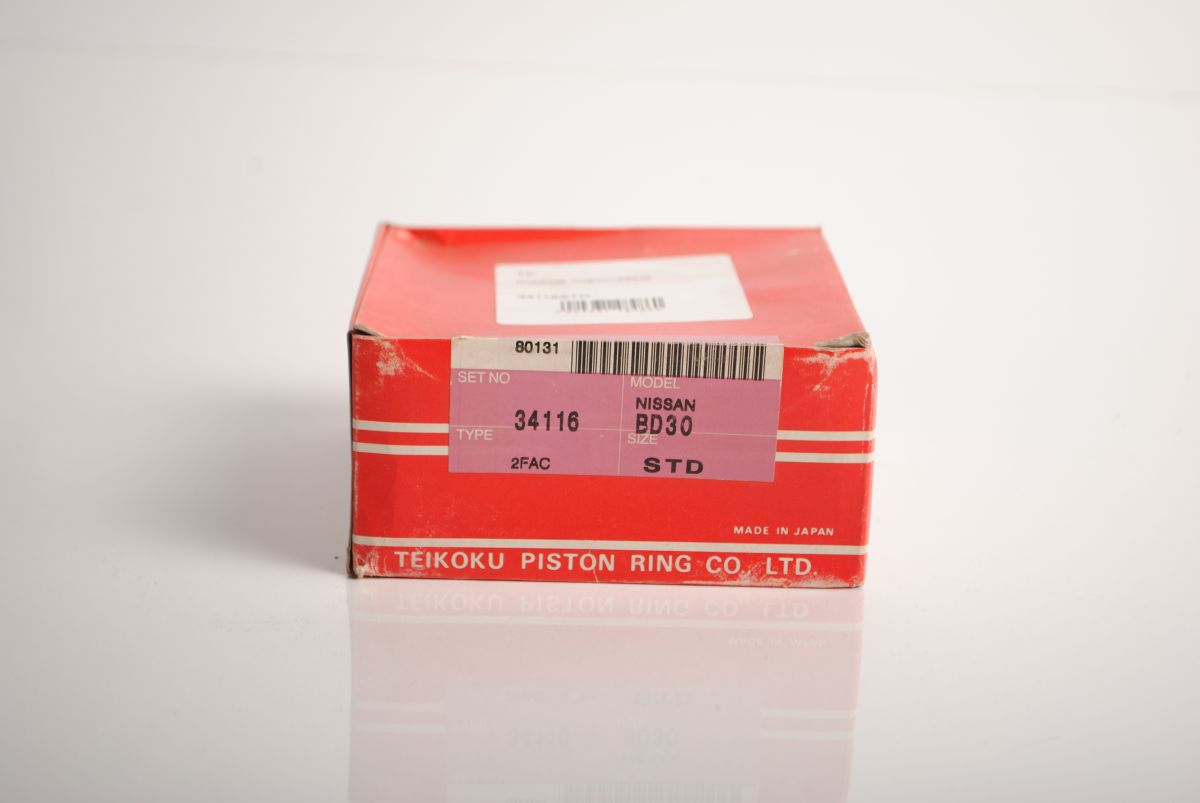 34116STD
80131
SET NO
MODEL
34116
NISSAN
BD30
TYPE
SIZE
2FAC
STD
MADE IN JAPAN
TEIKOKU PISTON RING CO. LTD.